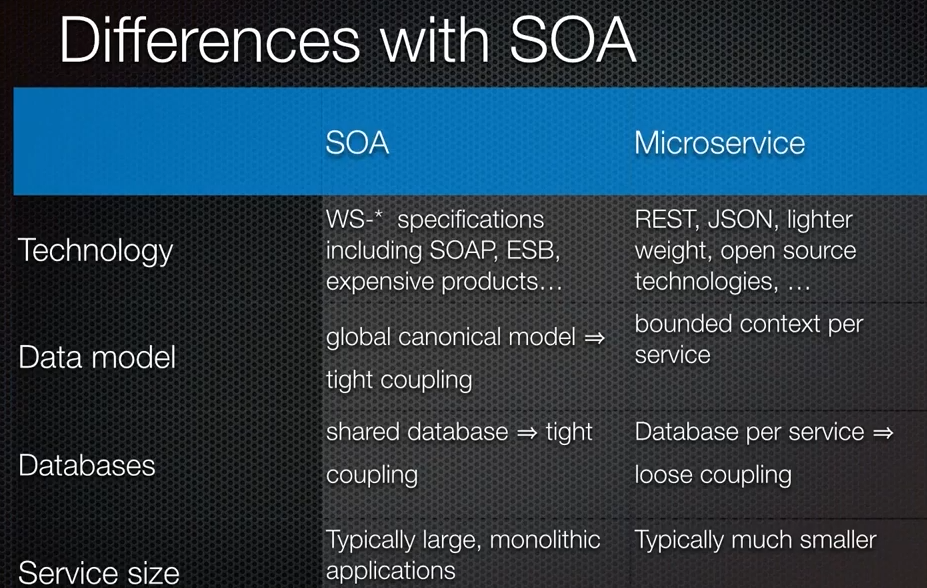 Differences with SOA
SOA
Microservice
Technology
WS-* specifications
including SOAP, ESB,
expensive products…
REST, JSON, lighter
weight, open source
technologies, …
Data model
global canonical model ⇒
tight coupling
bounded context per
service
Databases
shared database ⇒ tight
coupling
Database per service ⇒
loose coupling
Service size
Typically large, monolithic
applications
Typically much smaller